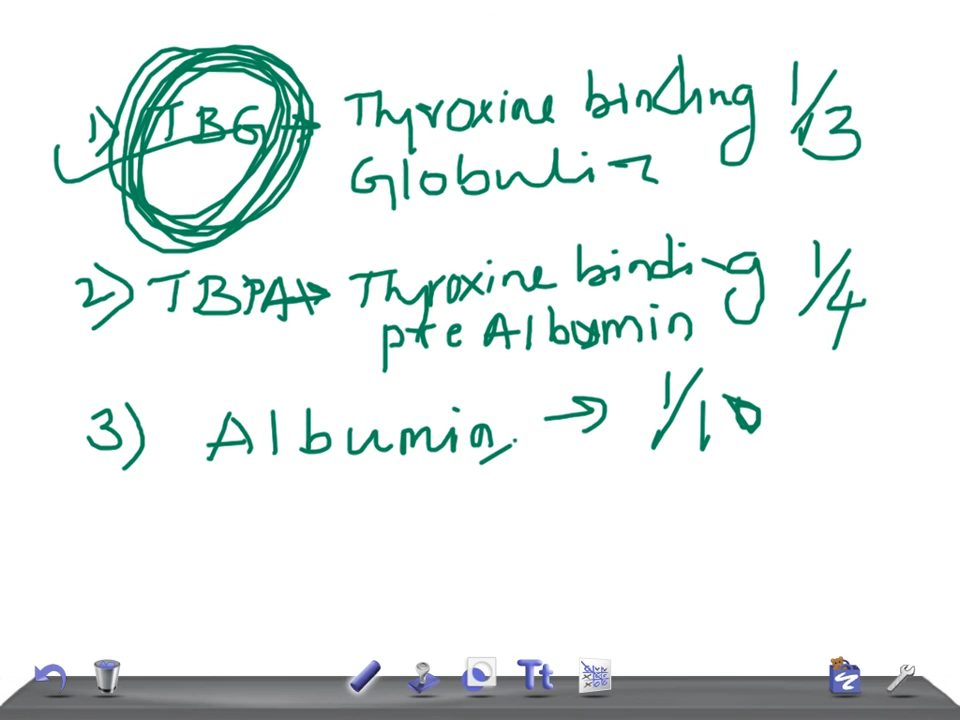 1) TBG → Thyroxine binding 1/3
Globulin
2) TBPA → Thyroxine binding 1/4
pre Albumin
3) Albumin → 1/10
Tt